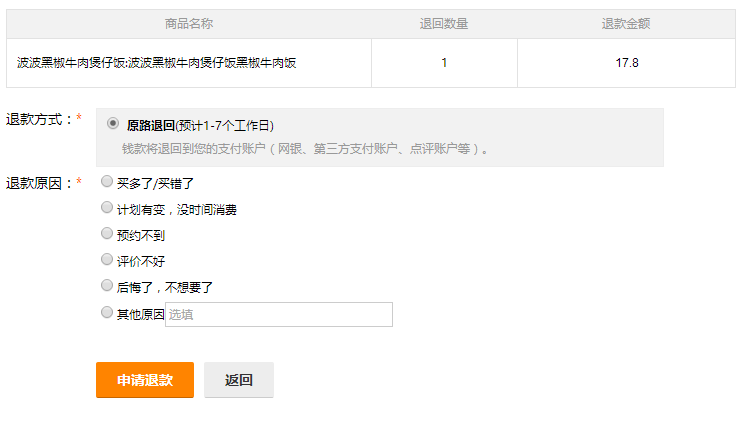 商品名称 退回数量 退款金额
波波黑椒牛肉煲仔饭;波波黑椒牛肉煲仔饭黑椒牛肉饭 1 17.8
退款方式：* 原路退回(预计1-7个工作日)
钱款将退回到您的支付账户（网银、第三方支付账户、点评账户等）。
退款原因：* 买多了/买错了
计划有变，没时间消费
预约不到
评价不好
后悔了，不想要了
其他原因 选填
申请退款 返回